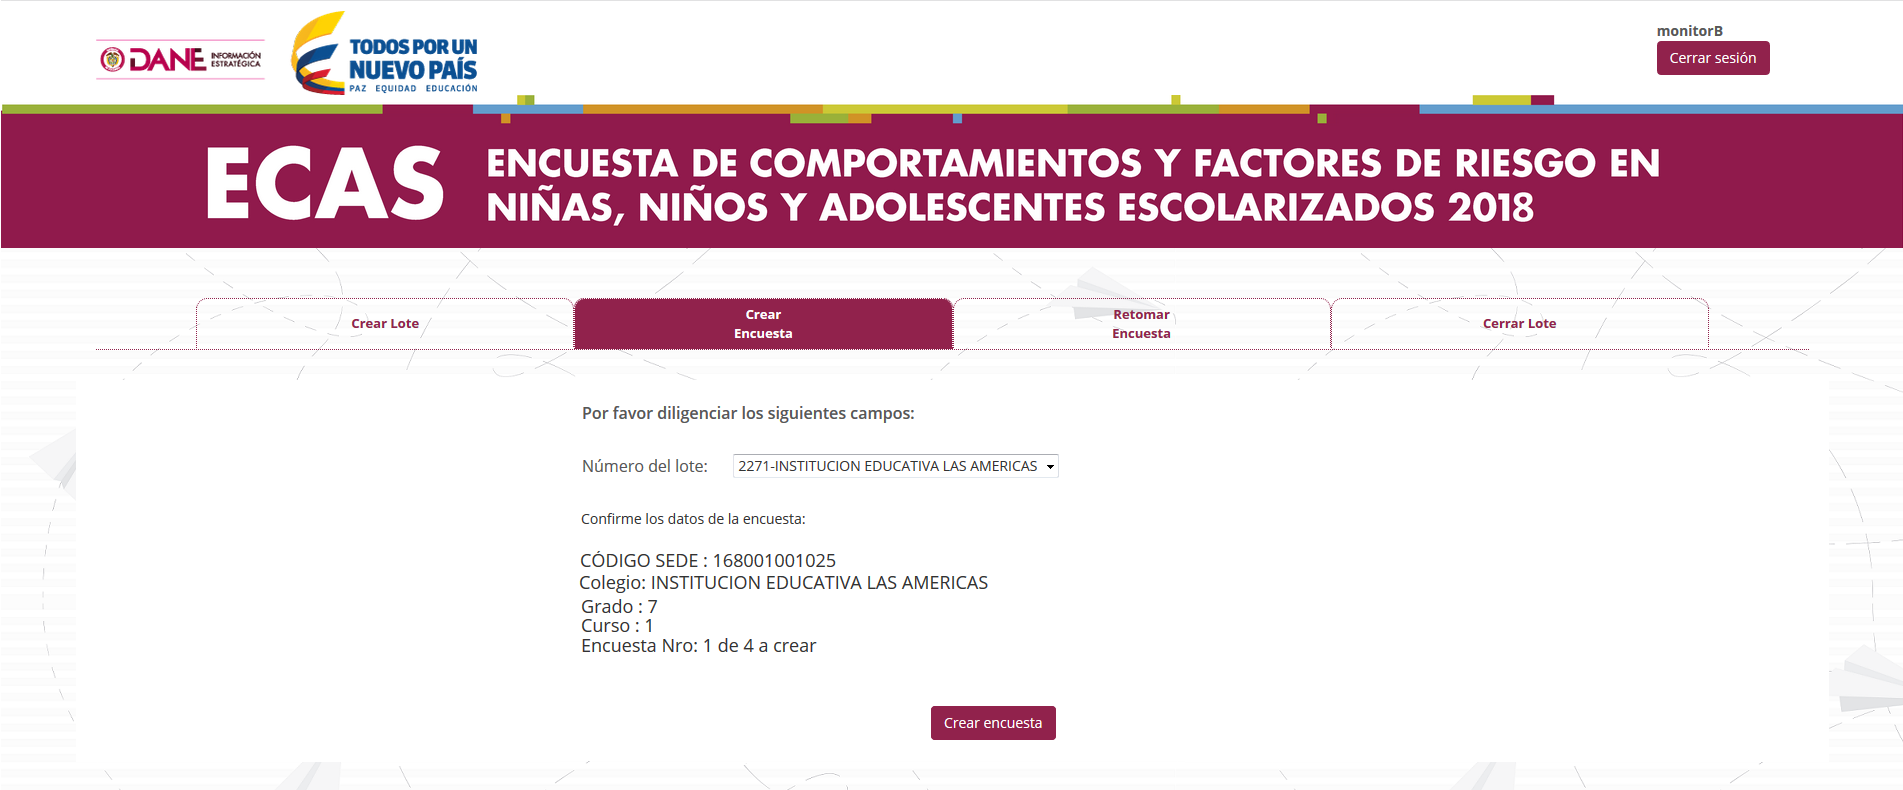 DANE INFORMACIÓN ESTRATÉGICA
TODOS POR UN
NUEVO PAÍS
PAZ EQUIDAD EDUCACIÓN
monitorB
Cerrar sesión
ECAS
ENCUESTA DE COMPORTAMIENTOS Y FACTORES DE RIESGO EN
NIÑAS, NIÑOS Y ADOLESCENTES ESCOLARIZADOS 2018
Crear Lote
Crear
Encuesta
Retomar
Encuesta
Cerrar Lote
Por favor diligenciar los siguientes campos:
Número del lote: 2271-INSTITUCION EDUCATIVA LAS AMERICAS
Confirme los datos de la encuesta:
CÓDIGO SEDE : 168001001025
Colegio: INSTITUCION EDUCATIVA LAS AMERICAS
Grado : 7
Curso : 1
Encuesta Nro: 1 de 4 a crear
Crear encuesta